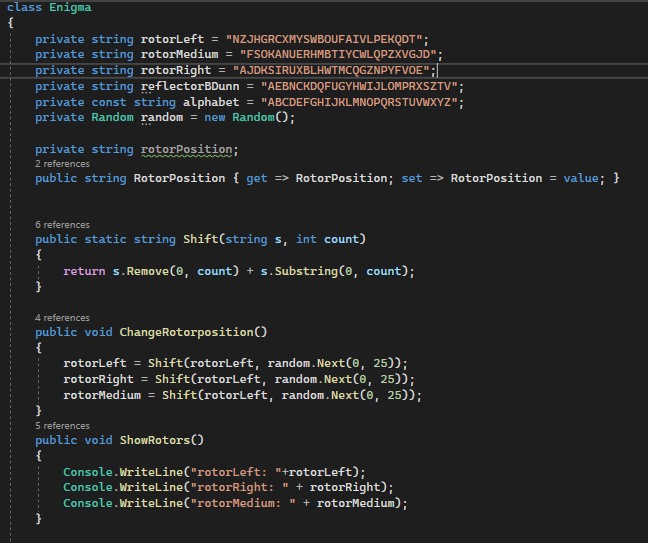 class Enigma
{
private string rotorLeft = "NZJHGRCXMYSWBOUFAIVLPEKQDT";
private string rotorMedium = "FSOKANUERHMBTIYCWLQPZXVGJD";
private string rotorRight = "AJDKSIRUXBLHWTMCQGZNPYFVOE";
private string reflectorBDunn = "AEBNCKDQFUGYHWIJLOMPRXSZTV";
private const string alphabet = "ABCDEFGHIJKLMNOPQRSTUVWXYZ";
private Random random = new Random();
private string rotorPosition;
2 references
public string RotorPosition { get => RotorPosition; set => RotorPosition = value; }
6 references
public static string Shift(string s, int count)
{
return s.Remove(0, count) + s.Substring(0, count);
}
4 references
public void ChangeRotorposition()
{
rotorLeft = Shift(rotorLeft, random.Next(0, 25));
rotorRight = Shift(rotorLeft, random.Next(0, 25));
rotorMedium = Shift(rotorLeft, random.Next(0, 25));
}
5 references
public void ShowRotors()
{
Console.WriteLine("rotorLeft: "+rotorLeft);
Console.WriteLine("rotorRight: " + rotorRight);
Console.WriteLine("rotorMedium: " + rotorMedium);
}